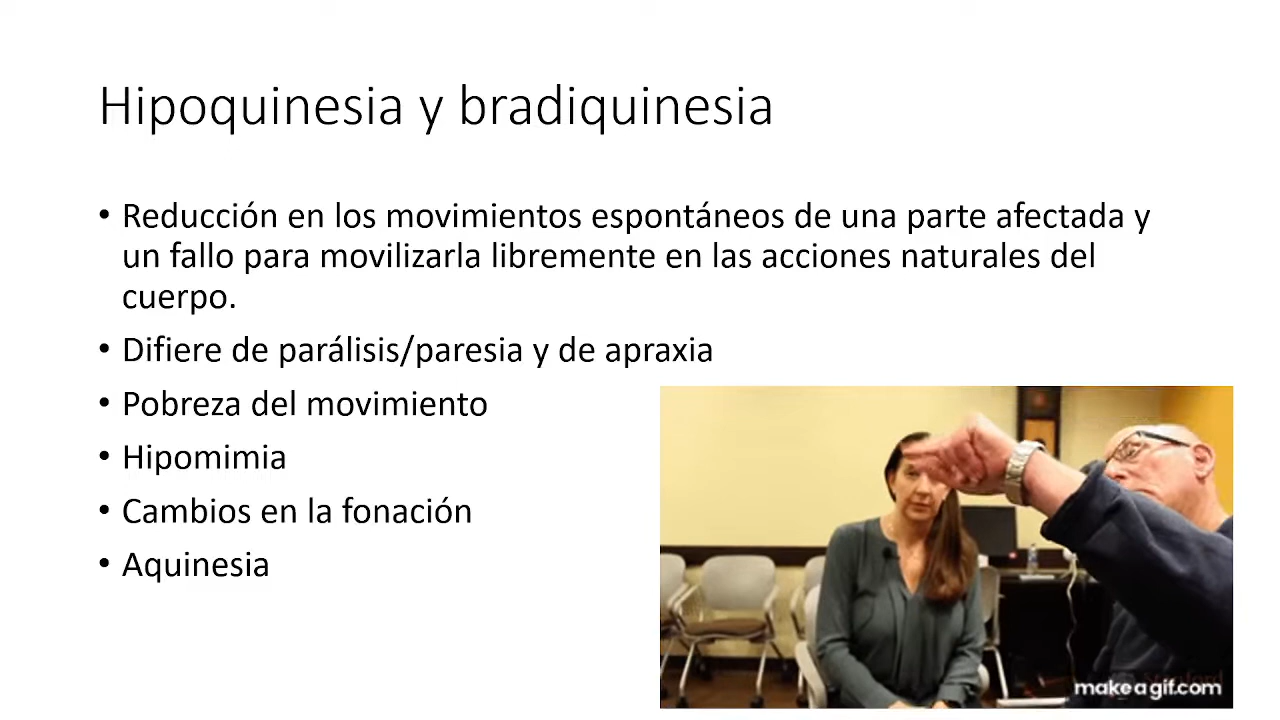 Hipoquinesia y bradiquinesia
• Reducción en los movimientos espontáneos de una parte afectada y
un fallo para movilizarla libremente en las acciones naturales del
cuerpo.
• Difiere de parálisis/paresia y de apraxia
• Pobreza del movimiento
• Hipomimia
• Cambios en la fonación
• Aquinesia
makeagif.com